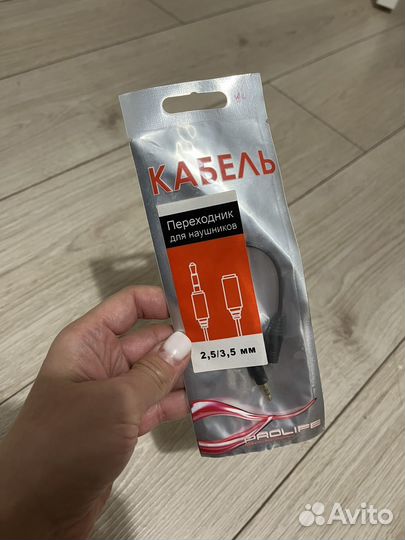 КАБЕЛЬ
Переходник
для наушников
2,5/3,5 мм
PROLIFE
Avito